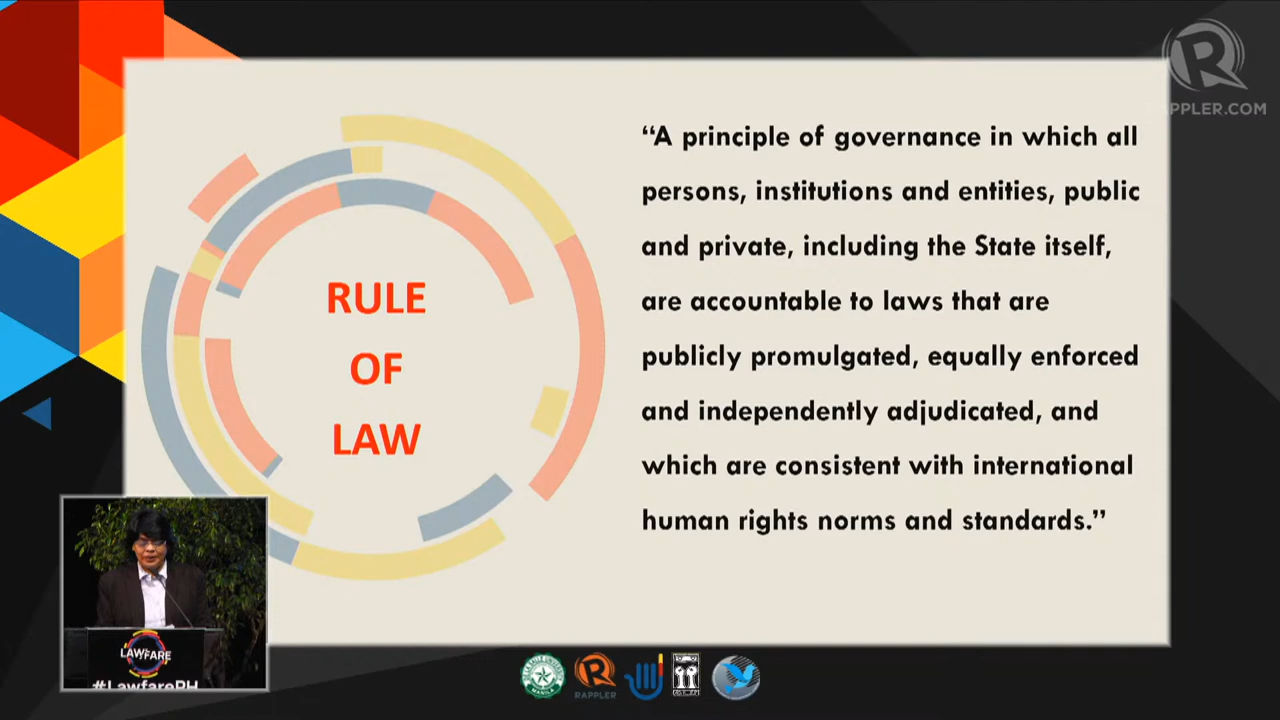 RAPPLER.COM
"A principle of governance in which all
persons, institutions and entities, public
and private, including the State itself,
are accountable to laws that are
publicly promulgated, equally enforced
and independently adjudicated, and
which are consistent with international
human rights norms and standards."
RULE
OF
LAW
LAWFARE
#LawfarePH
RAPPLER